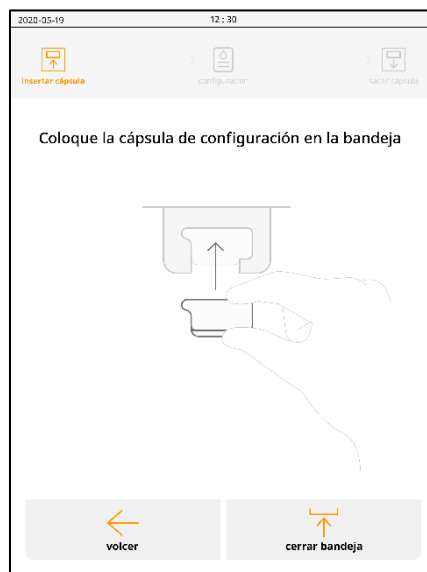 2020-05-19 12 : 30
insertar cápsula configuración sacar cápsula
Coloque la cápsula de configuración en la bandeja
volcer cerrar bandeja